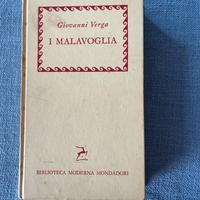 Giovanni Verga
I MALAVOGLIA
BIBLIOTECA MODERNA MONDADORI